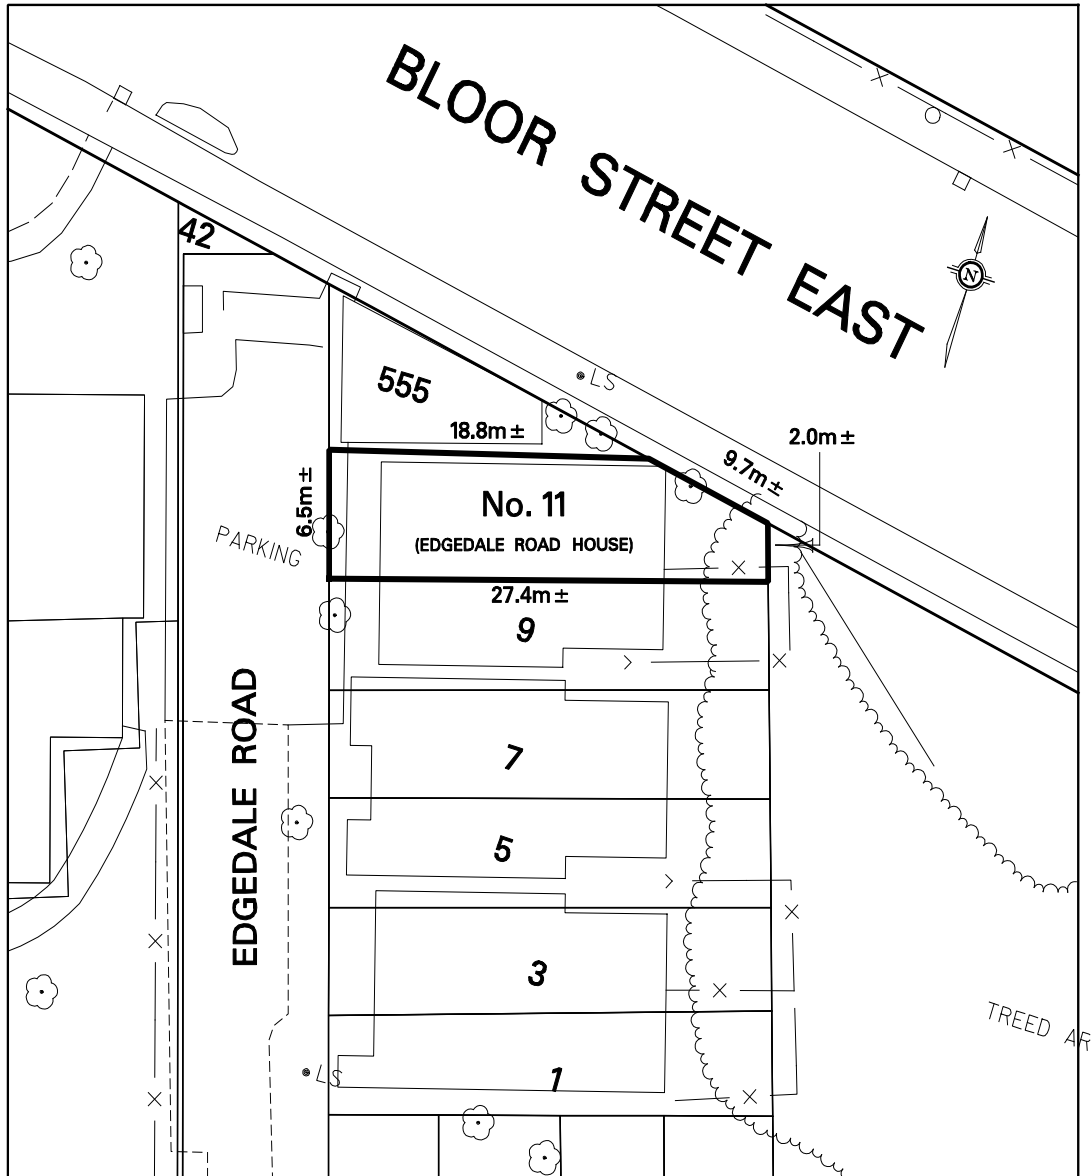 BLOOR STREET EAST
42
N
LS
555
18.8m ±
2.0m ±
9.7m ±
6.5m ±
No. 11
(EDGEDALE ROAD HOUSE)
PARKING
27.4m ±
9
EDGEDALE ROAD
7
5
3
TREED AR
LS
1